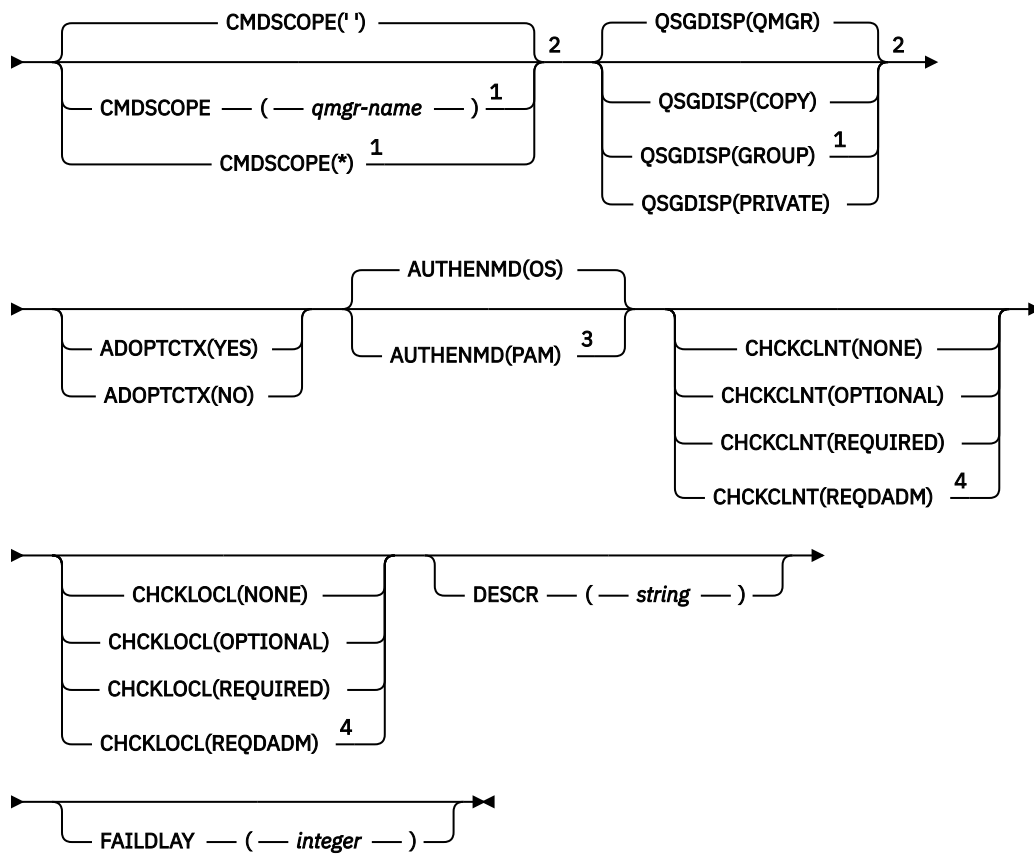 CMDSCOPE(' ')
2
CMDSCOPE ( qmgr-name ) 1
CMDSCOPE(*) 1
QSGDISP(QMGR)
2
QSGDISP(COPY)
QSGDISP(GROUP) 1
QSGDISP(PRIVATE)
ADOPTCTX(YES)
ADOPTCTX(NO)
AUTHENMD(OS)
AUTHENMD(PAM) 3
CHCKCLNT(NONE)
CHCKCLNT(OPTIONAL)
CHCKCLNT(REQUIRED)
CHCKCLNT(REQDADM) 4
CHCKLOCL(NONE)
CHCKLOCL(OPTIONAL)
CHCKLOCL(REQUIRED)
CHCKLOCL(REQDADM) 4
DESCR ( string )
FAILDLAY ( integer )